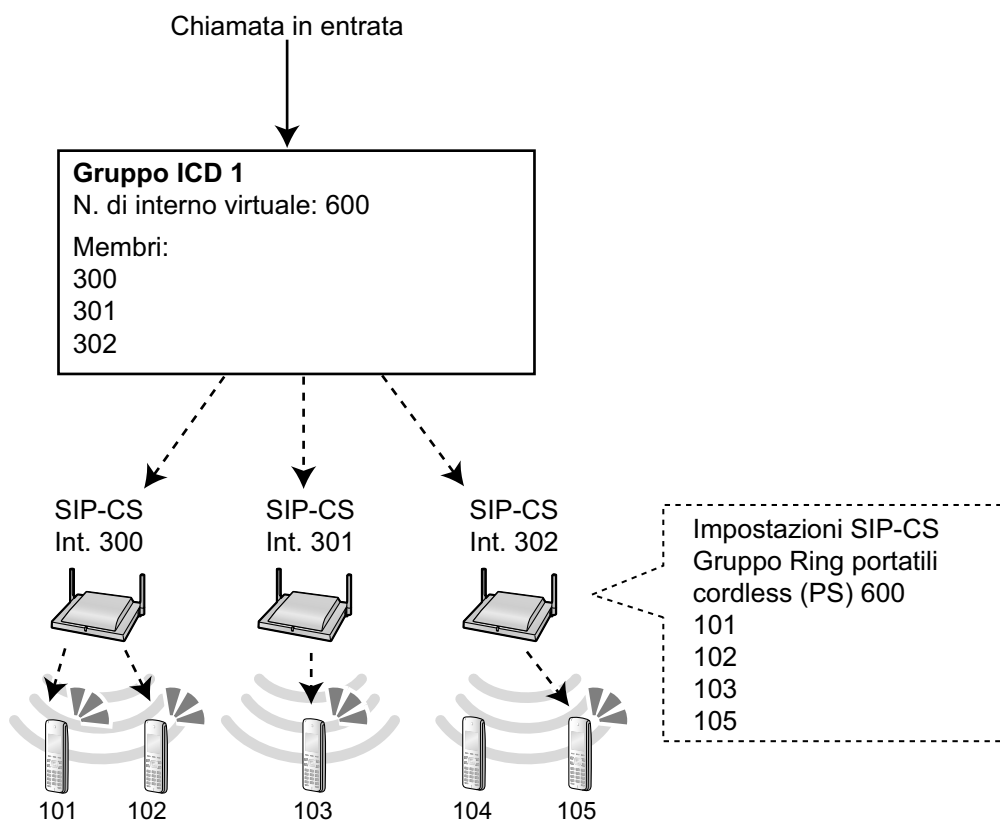 Chiamata in entrata
Gruppo ICD 1
N. di interno virtuale: 600
Membri:
300
301
302
SIP-CS
Int. 300
SIP-CS
Int. 301
SIP-CS
Int. 302
Impostazioni SIP-CS
Gruppo Ring portatili
cordless (PS) 600
101
102
103
105
101
102
103
104
105